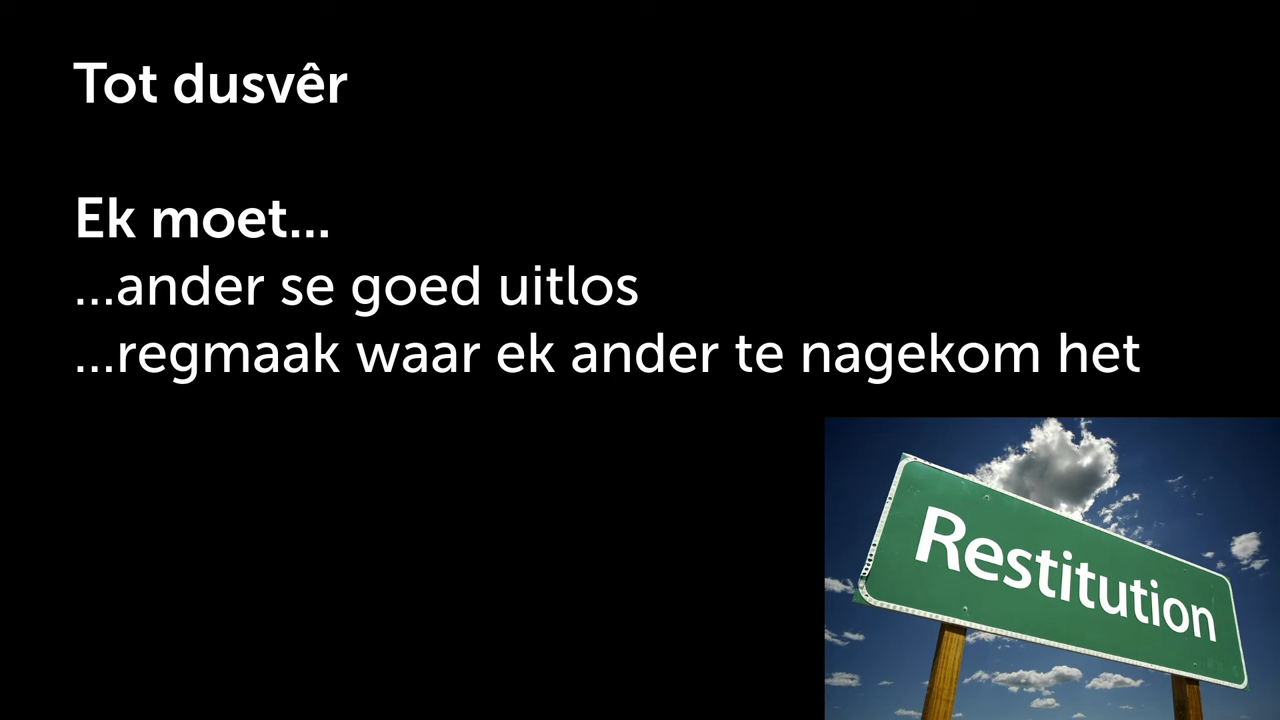 Tot dusvêr
Ek moet...
...ander se goed uitlos
...regmaak waar ek ander te nagekom het
Restitution